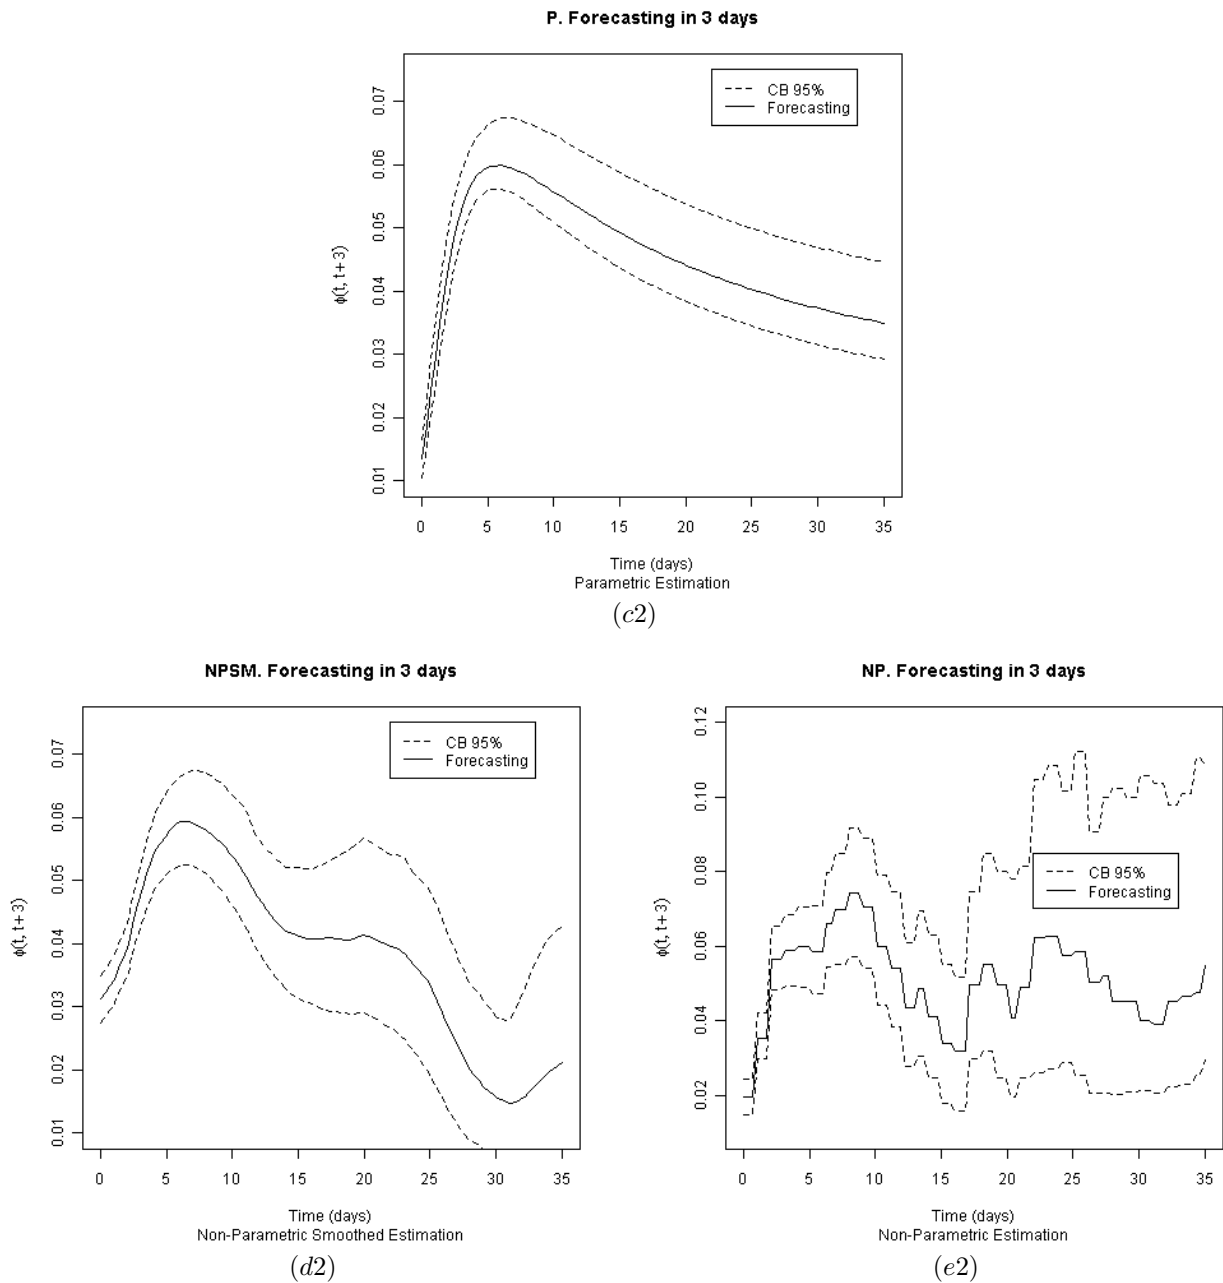 P. Forecasting in 3 days
CB 95%
Forecasting
0.07
0.06
0.05
0.04
0.03
0.02
0.01
ϕ(t, t + 3)
0 5 10 15 20 25 30 35
Time (days)
Parametric Estimation
(c2)
NPSM. Forecasting in 3 days
CB 95%
Forecasting
0.07
0.06
0.05
0.04
0.03
0.02
0.01
ϕ(t, t + 3)
0 5 10 15 20 25 30 35
Time (days)
Non-Parametric Smoothed Estimation
(d2)
NP. Forecasting in 3 days
0.12
0.10
0.08
0.06
0.04
0.02
CB 95%
Forecasting
ϕ(t, t + 3)
0 5 10 15 20 25 30 35
Time (days)
Non-Parametric Estimation
(e2)